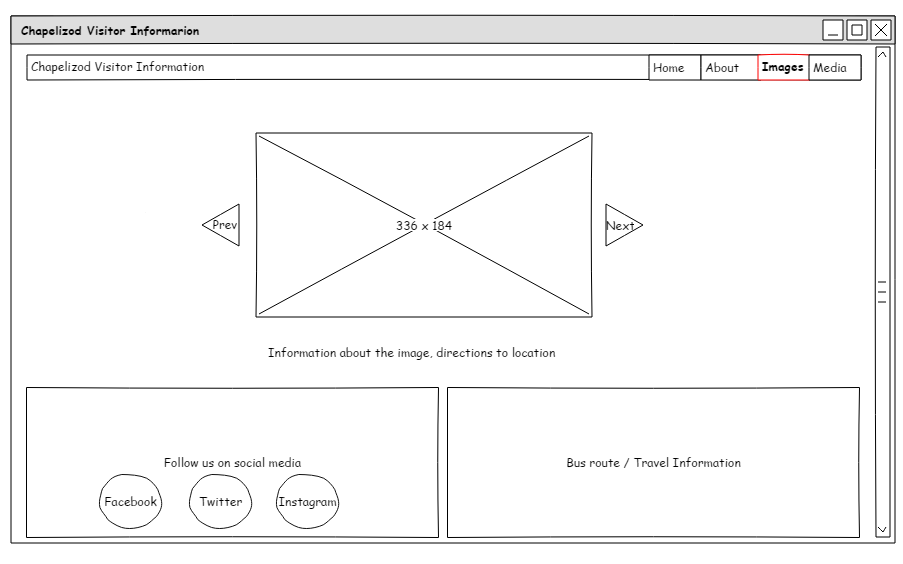 Chapelizod Visitor Informarion
Chapelizod Visitor Information
Home
About
Images
Media
Prev
336 x 184
Next
Information about the image, directions to location
Follow us on social media
Facebook
Twitter
Instagram
Bus route / Travel Information